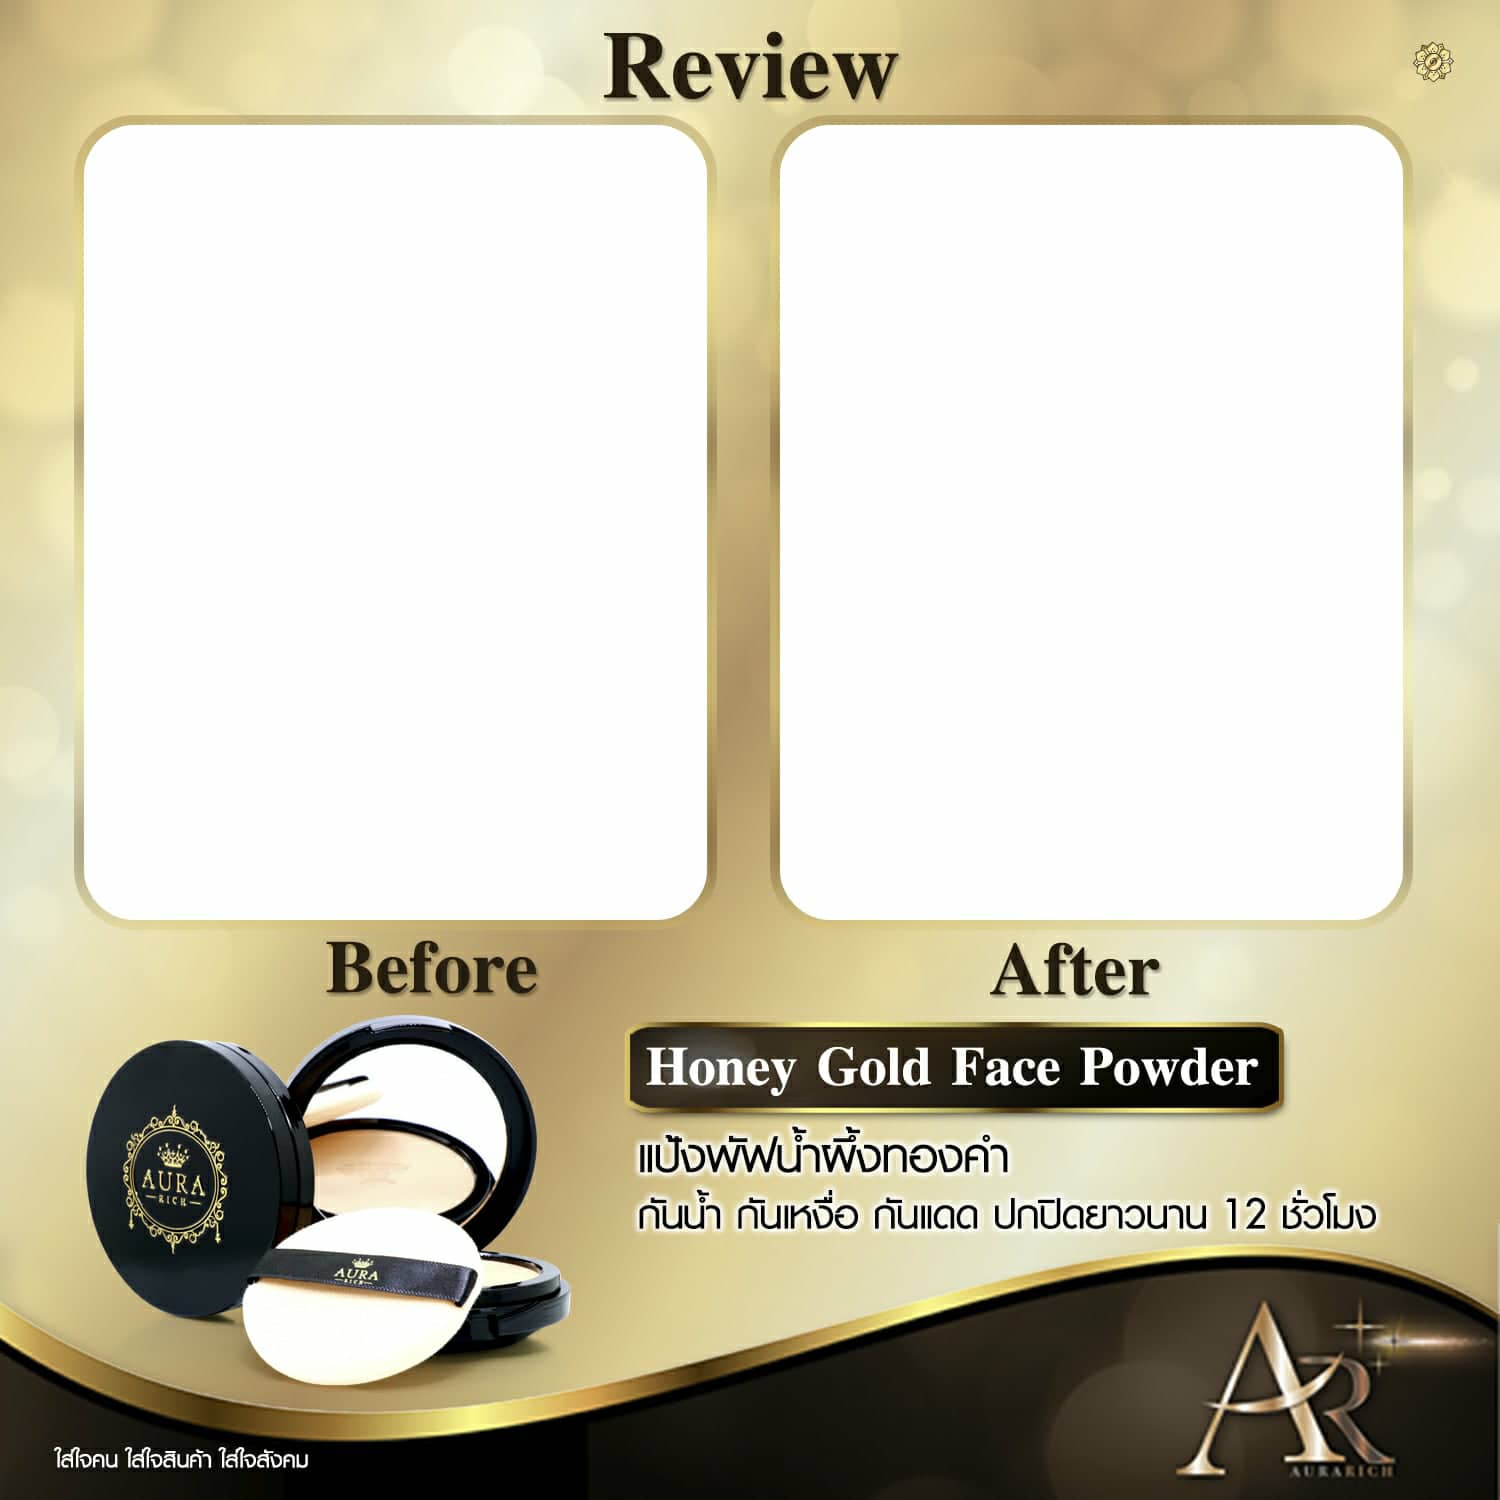 Review
Before
After
Honey Gold Face Powder
แป้งพัฟน้ำผึ้งทองคำ
กันน้ำ กันเหงื่อ กันแดด ปกปิดยาวนาน 12 ชั่วโมง
AURA
RICH
AURA
RICH
ใส่ใจคน ใส่ใจสินค้า ใส่ใจสังคม
AR
AURARICH